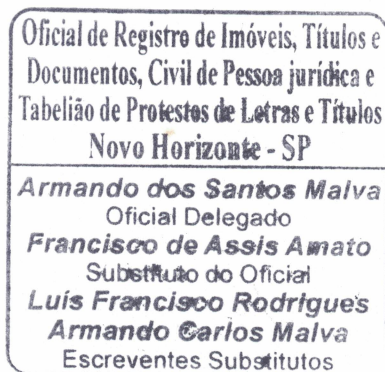 Oficial de Registro de Imóveis, Títulos e
Documentos, Civil de Pessoa jurídica e
Tabelião de Protestos de Letras e Títulos
Novo Horizonte - SP
Armando dos Santos Malva
Oficial Delegado
Francisco de Assis Amato
Substituto do Oficial
Luís Francisco Rodrigues
Armando Carlos Malva
Escreventes Substitutos